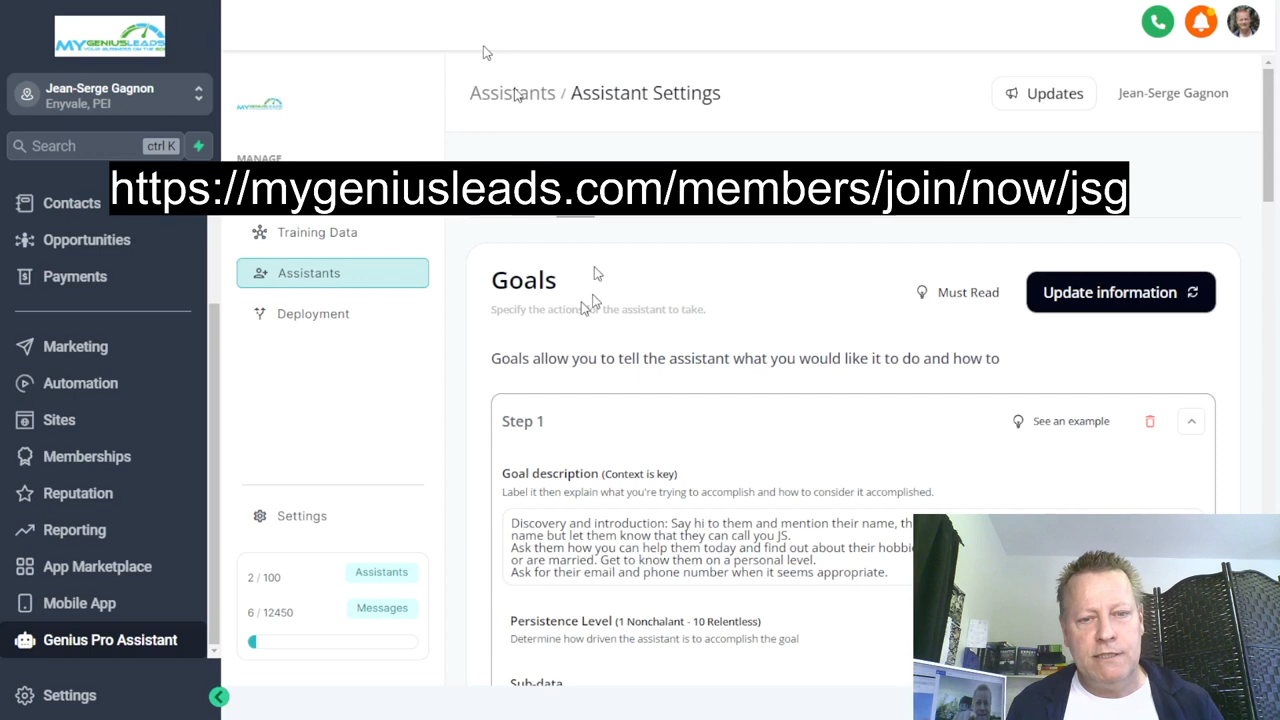 MYGENIUSLEADS
YOUR BUSINESS ON THE GO
Jean-Serge Gagnon
Enyvale, PEI
Search
ctrl K
Contacts
Opportunities
Payments
Marketing
Automation
Sites
Memberships
Reputation
Reporting
App Marketplace
Mobile App
Genius Pro Assistant
Settings
MANAGE
Training Data
Assistants
Deployment
Settings
2 / 100
Assistants
6 / 12450
Messages
Assistants / Assistant Settings
Updates
Jean-Serge Gagnon
https://mygeniusleads.com/members/join/now/jsg
Goals
Specify the actions the assistant to take.
Must Read
Update information
Goals allow you to tell the assistant what you would like it to do and how to
Step 1
See an example
Goal description (Context is key)
Label it then explain what you're trying to accomplish and how to consider it accomplished.
Discovery and introduction: Say hi to them and mention their name, th
name but let them know that they can call you JS.
Ask them how you can help them today and find out about their hobbi
or are married. Get to know them on a personal level.
Ask for their email and phone number when it seems appropriate.
Persistence Level (1 Nonchalant - 10 Relentless)
Determine how driven the assistant is to accomplish the goal
Sub-data